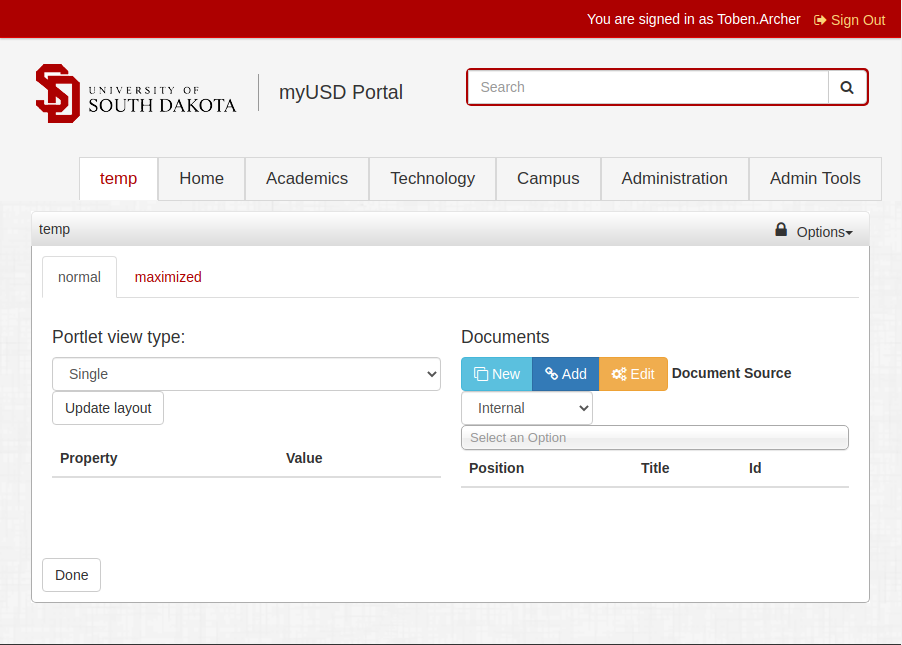 You are signed in as Toben.Archer Sign Out
UNIVERSITY OF
SOUTH DAKOTA
myUSD Portal
Search
temp Home Academics Technology Campus Administration Admin Tools
temp
Options
normal maximized
Portlet view type:
Single
Update layout
Property Value
Documents
New Add Edit Document Source
Internal
Select an Option
Position Title Id
Done